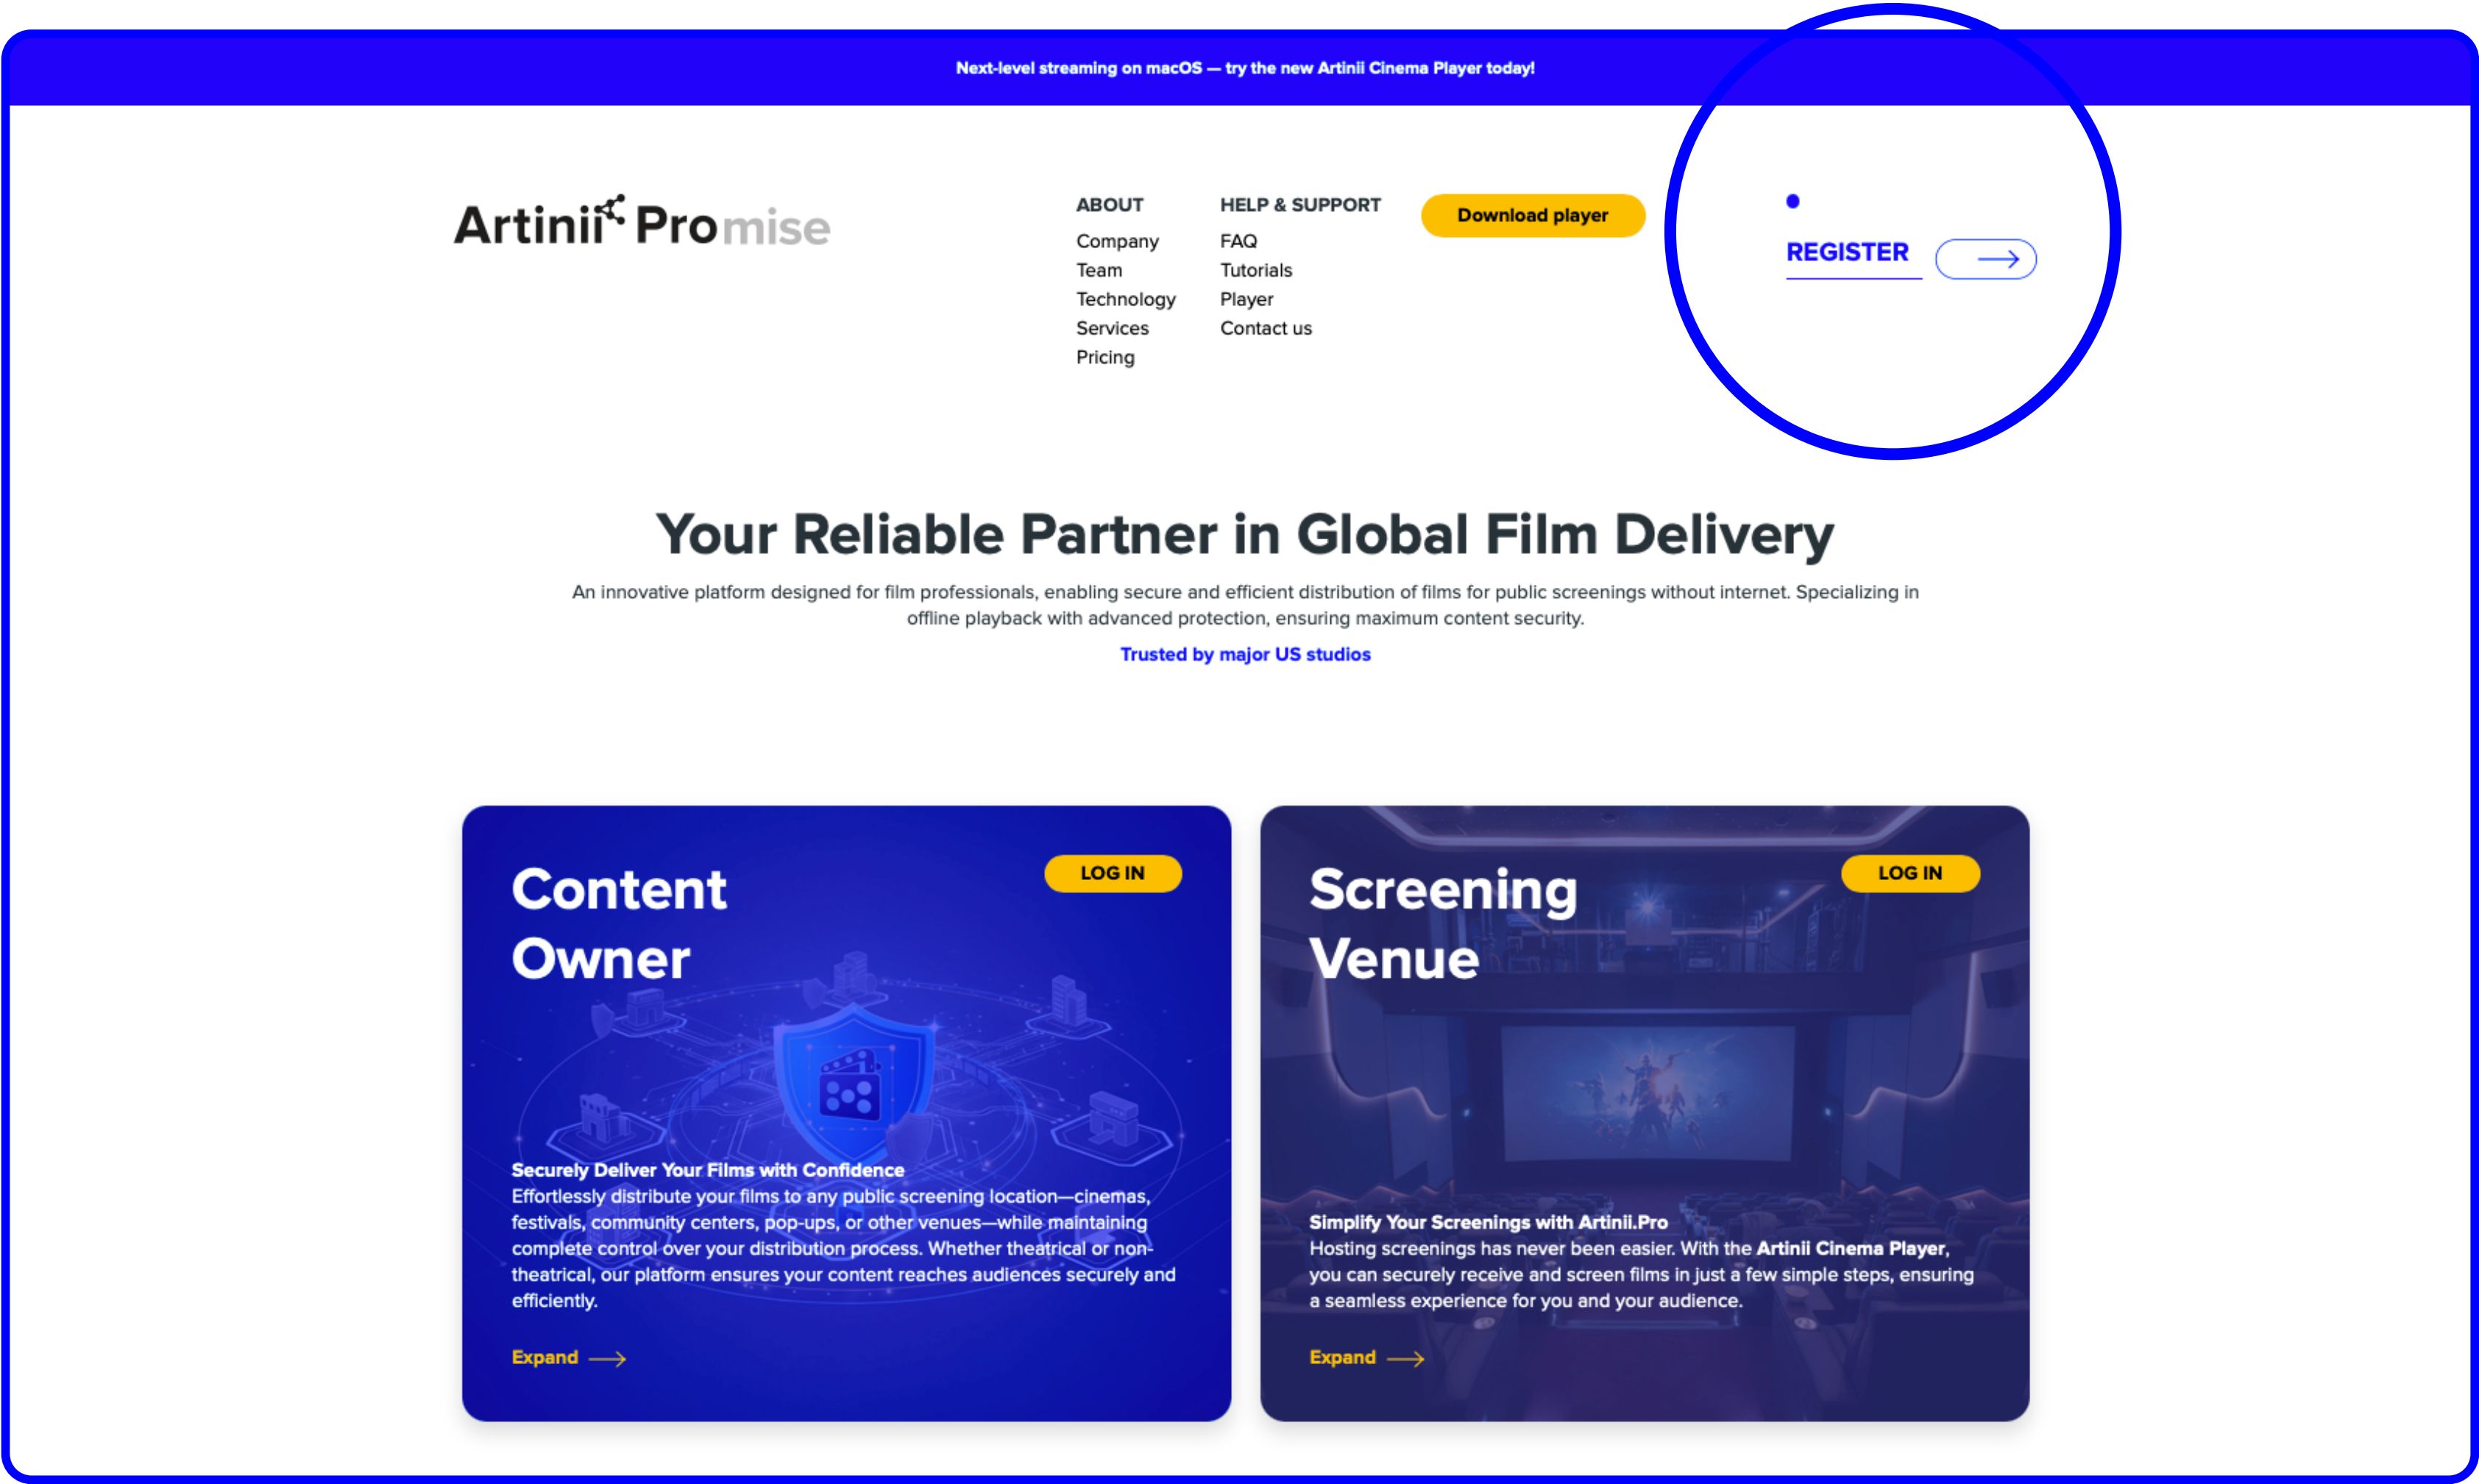 Next-level streaming on macOS — try the new Artinii Cinema Player today!
Artinii Promise
ABOUT
Company
Team
Technology
Services
Pricing
HELP & SUPPORT
FAQ
Tutorials
Player
Contact us
Download player
REGISTER
Your Reliable Partner in Global Film Delivery
An innovative platform designed for film professionals, enabling secure and efficient distribution of films for public screenings without internet. Specializing in
offline playback with advanced protection, ensuring maximum content security.
Trusted by major US studios
Content
Owner
LOG IN
Securely Deliver Your Films with Confidence
Effortlessly distribute your films to any public screening location—cinemas,
festivals, community centers, pop-ups, or other venues—while maintaining
complete control over your distribution process. Whether theatrical or non-
theatrical, our platform ensures your content reaches audiences securely and
efficiently.
Expand
Screening
Venue
LOG IN
Simplify Your Screenings with Artinii.Pro
Hosting screenings has never been easier. With the Artinii Cinema Player,
you can securely receive and screen films in just a few simple steps, ensuring
a seamless experience for you and your audience.
Expand